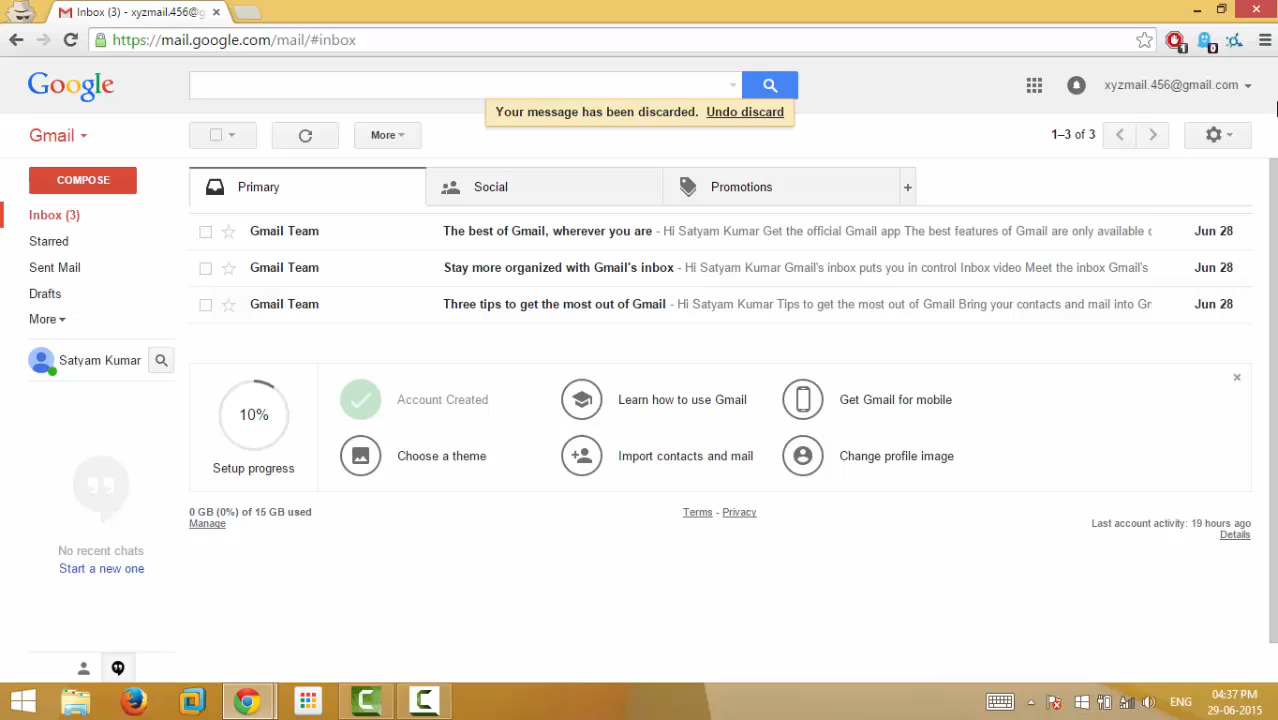 Inbox (3) - xyzmail.456@g
https://mail.google.com/mail/#inbox
1
0
Google
xyzmail.456@gmail.com
Your message has been discarded. Undo discard
Gmail
More
1–3 of 3
COMPOSE
Primary
Social
Promotions
+
Inbox (3)
Starred
Sent Mail
Drafts
More
Gmail Team The best of Gmail, wherever you are - Hi Satyam Kumar Get the official Gmail app The best features of Gmail are only available c Jun 28
Gmail Team Stay more organized with Gmail's inbox - Hi Satyam Kumar Gmail's inbox puts you in control Inbox video Meet the inbox Gmail's Jun 28
Gmail Team Three tips to get the most out of Gmail - Hi Satyam Kumar Tips to get the most out of Gmail Bring your contacts and mail into Gr Jun 28
Satyam Kumar
10%
Setup progress
Account Created
Learn how to use Gmail
Get Gmail for mobile
Choose a theme
Import contacts and mail
Change profile image
0 GB (0%) of 15 GB used
Manage
Terms - Privacy
Last account activity: 19 hours ago
Details
No recent chats
Start a new one
ENG
04:37 PM
29-06-2015